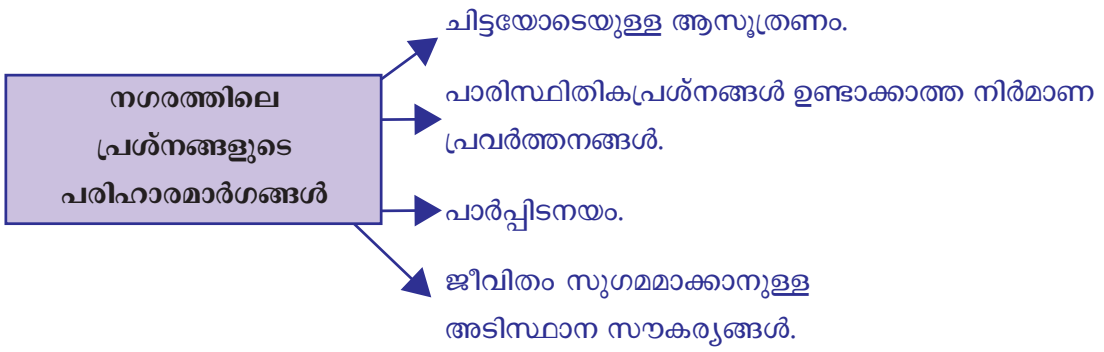 നഗരത്തിലെ
പ്രശ്നങ്ങളുടെ
പരിഹാരമാർഗങ്ങൾ
ചിട്ടയോടെയുള്ള ആസൂത്രണം.
പാരിസ്ഥിതികപ്രശ്നങ്ങൾ ഉണ്ടാക്കാത്ത നിർമാണ
പ്രവർത്തനങ്ങൾ.
പാർപ്പിടനയം.
ജീവിതം സുഗമമാക്കാനുള്ള
അടിസ്ഥാന സൗകര്യങ്ങൾ.